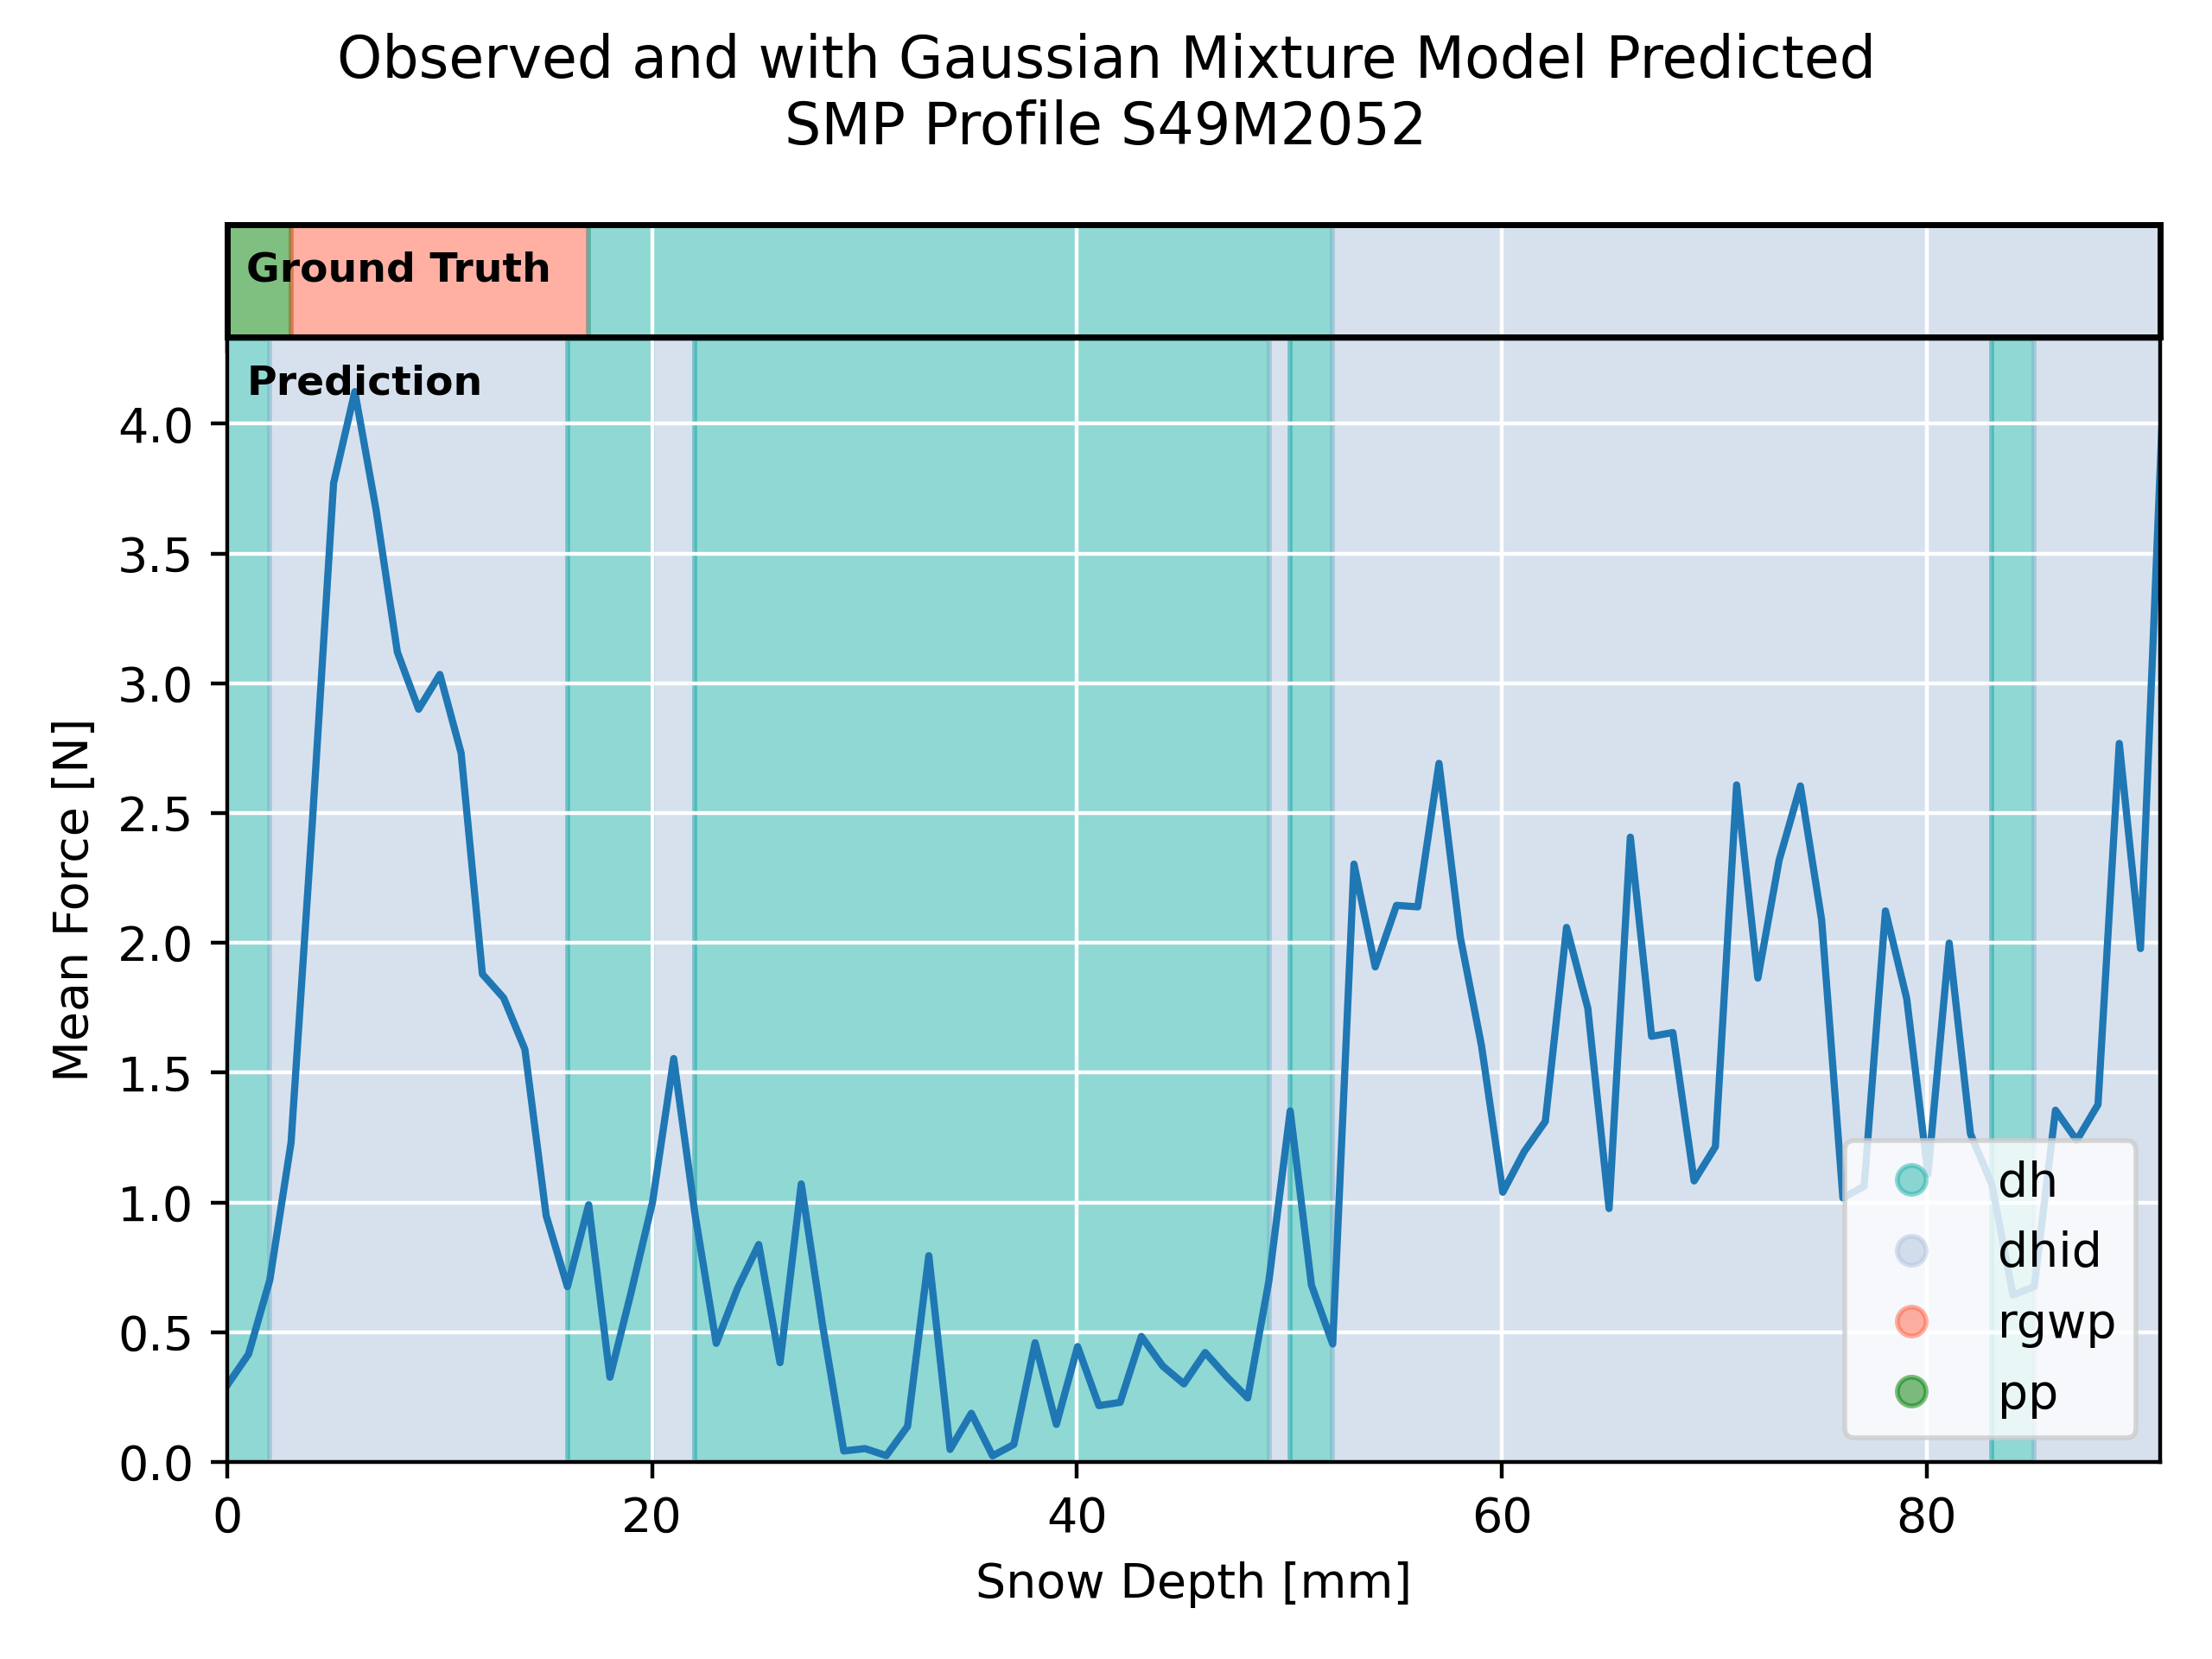 Observed and with Gaussian Mixture Model Predicted
SMP Profile S49M2052
Ground Truth
Prediction
4.0
3.5
3.0
2.5
2.0
1.5
1.0
0.5
0.0
Mean Force [N]
dh
dhid
rgwp
pp
0 20 40 60 80
Snow Depth [mm]